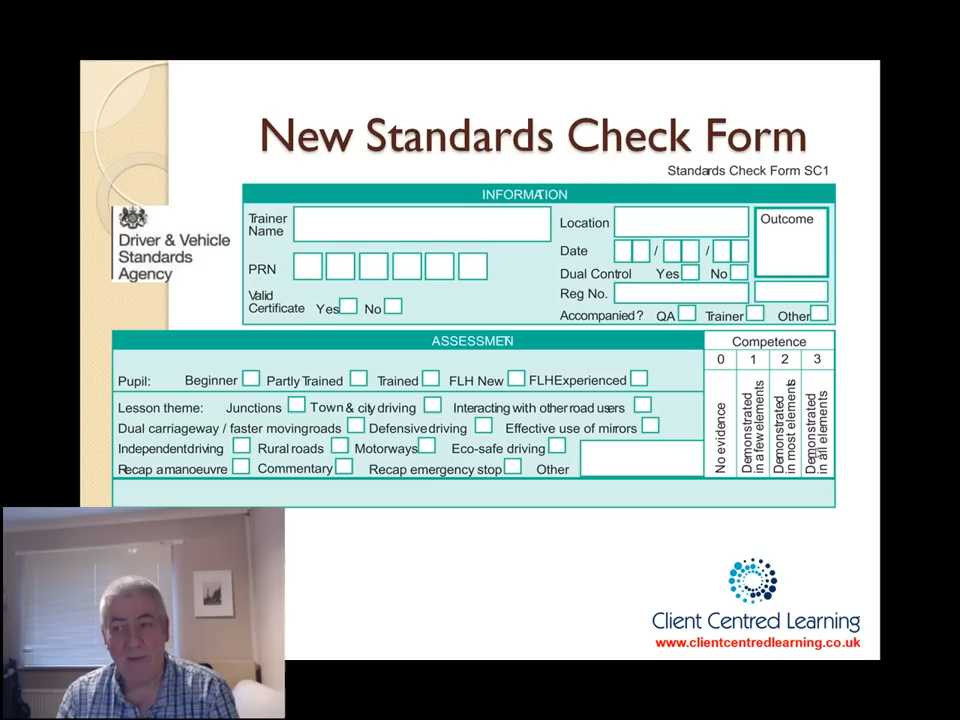 New Standards Check Form
Standards Check Form SC1
INFORMATION
Driver & Vehicle
Standards
Agency
Trainer
Name
Location
Outcome
Date / /
PRN
Dual Control Yes No
Reg No.
Valid
Certificate Yes No
Accompanied? QA Trainer Other
ASSESSMENT
Competence
0 1 2 3
Pupil: Beginner Partly Trained Trained FLH New FLH Experienced
Lesson theme: Junctions Town & city driving Interacting with other road users
Dual carriageway / faster moving roads Defensive driving Effective use of mirrors
Independent driving Rural roads Motorways Eco-safe driving
Recap a manoeuvre Commentary Recap emergency stop Other
No evidence
Demonstrated
in a few elements
Demonstrated
in most elements
Demonstrated
in all elements
Client Centred Learning
www.clientcentredlearning.co.uk